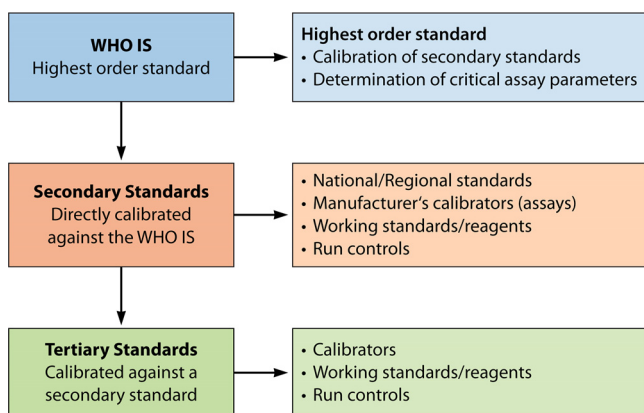 WHO IS
Highest order standard
Highest order standard
• Calibration of secondary standards
• Determination of critical assay parameters
Secondary Standards
Directly calibrated
against the WHO IS
• National/Regional standards
• Manufacturer's calibrators (assays)
• Working standards/reagents
• Run controls
Tertiary Standards
Calibrated against a
secondary standard
• Calibrators
• Working standards/reagents
• Run controls